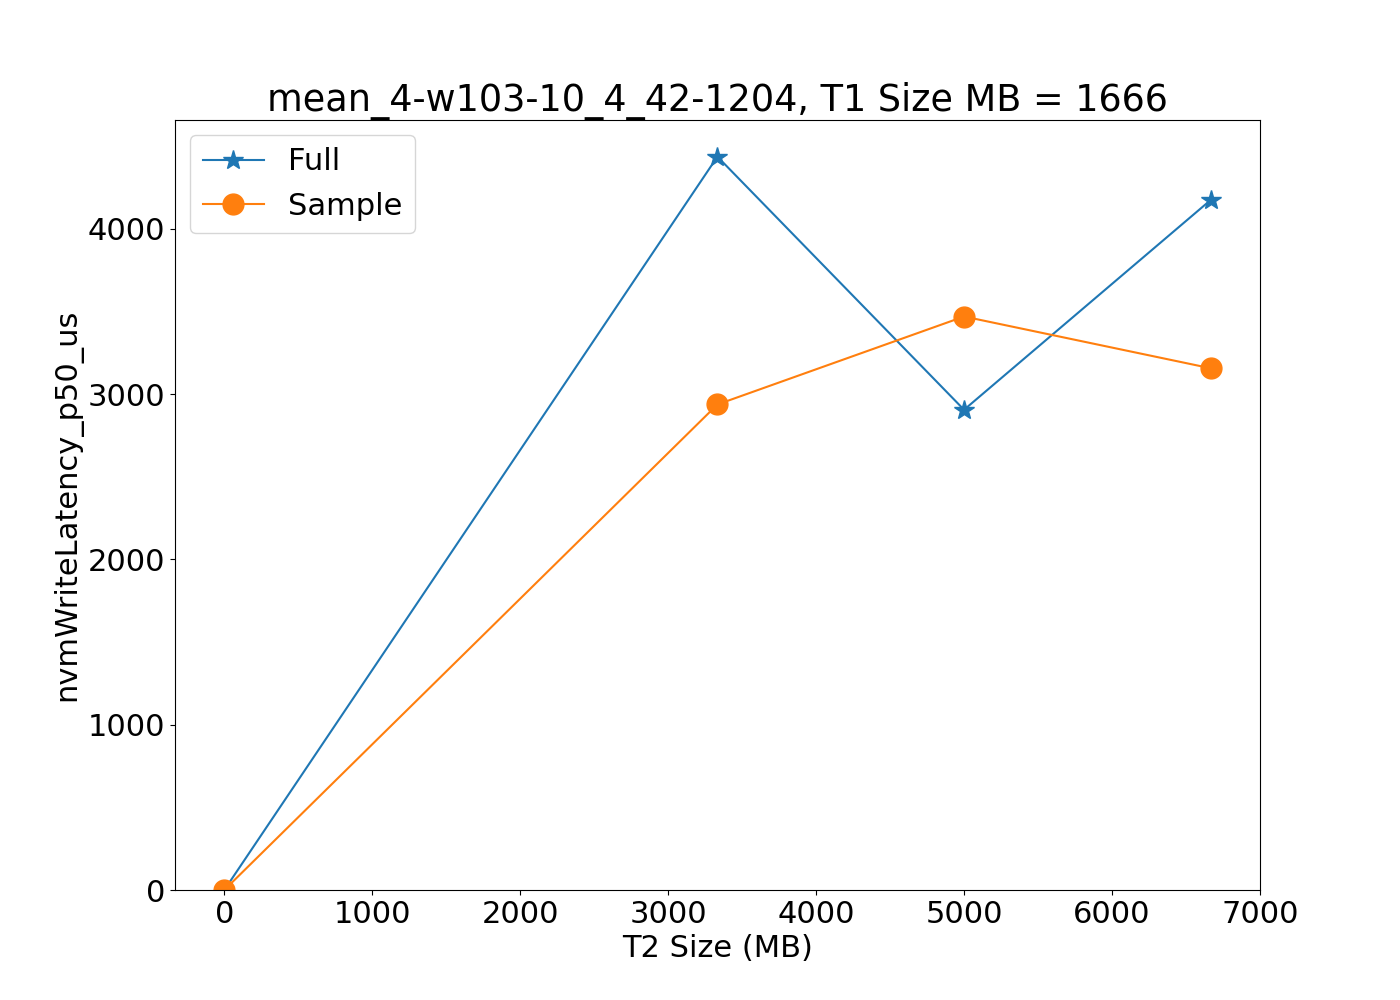 mean_4-w103-10_4_42-1204, T1 Size MB = 1666
Full
Sample
nvmWriteLatency_p50_us
4000
3000
2000
1000
0
0 1000 2000 3000 4000 5000 6000 7000
T2 Size (MB)